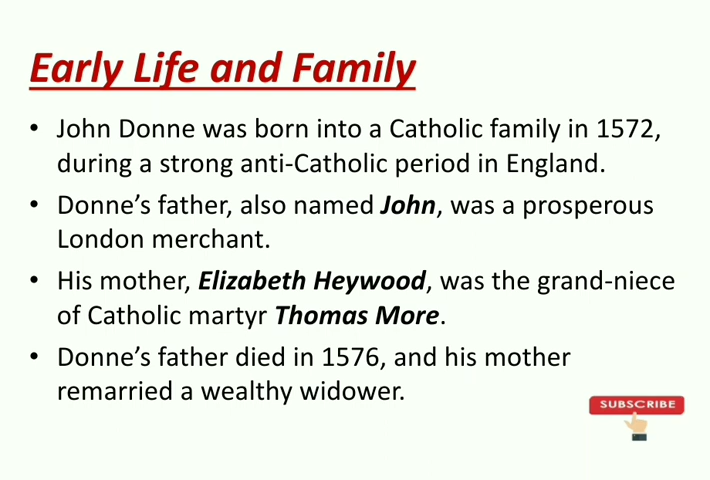 Early Life and Family
• John Donne was born into a Catholic family in 1572,
during a strong anti-Catholic period in England.
• Donne’s father, also named John, was a prosperous
London merchant.
• His mother, Elizabeth Heywood, was the grand-niece
of Catholic martyr Thomas More.
• Donne’s father died in 1576, and his mother
remarried a wealthy widower.
SUBSCRIBE